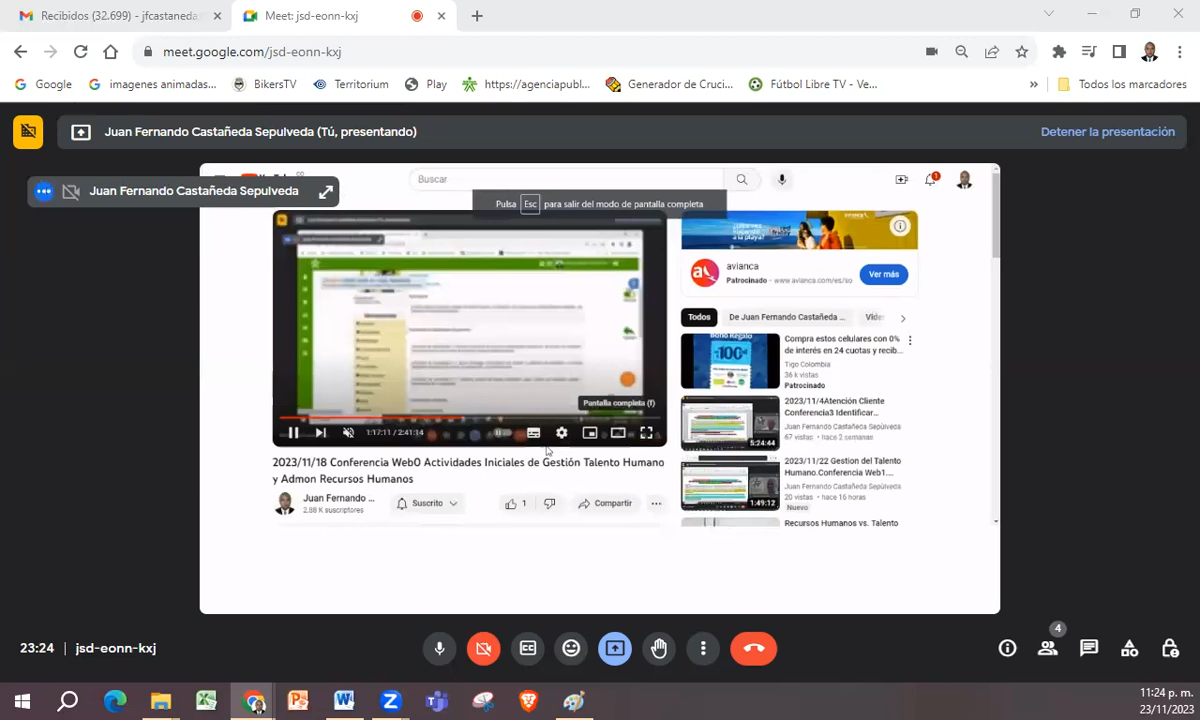 Recibidos (32.699) - jfcastaneda
Meet: jsd-eonn-kxj
meet.google.com/jsd-eonn-kxj
Google
imagenes animadas...
BikersTV
Territorium
Play
https://agenciapubl...
Generador de Cruci...
Fútbol Libre TV - Ve...
»
Todos los marcadores
Juan Fernando Castañeda Sepulveda (Tú, presentando)
Detener la presentación
Juan Fernando Castañeda Sepulveda
Buscar
Pulsa Esc para salir del modo de pantalla completa
avianca
Patrocinado · www.avianca.com/es/so
Ver más
Todos
De Juan Fernando Castañeda ...
Compra estos celulares con 0%
de interés en 24 cuotas y recib...
Tigo Colombia
36 k vistas
Patrocinado
2023/11/4Atención Cliente
Conferencia3 Identificar...
Juan Fernando Castañeda Sepúlveda
67 vistas · hace 2 semanas
5:24:44
2023/11/22 Gestion del Talento
Humano.Conferencia Web1...
Juan Fernando Castañeda Sepúlveda
20 vistas · hace 16 horas
Nuevo
1:49:12
Recursos Humanos vs. Talento
Pantalla completa (f)
1:17:11 / 2:41:14
2023/11/18 Conferencia Web0 Actividades Iniciales de Gestión Talento Humano
y Admon Recursos Humanos
Juan Fernando ...
2.88 K suscriptores
Suscrito
1
Compartir
23:24 | jsd-eonn-kxj
4
11:24 p. m.
23/11/2023